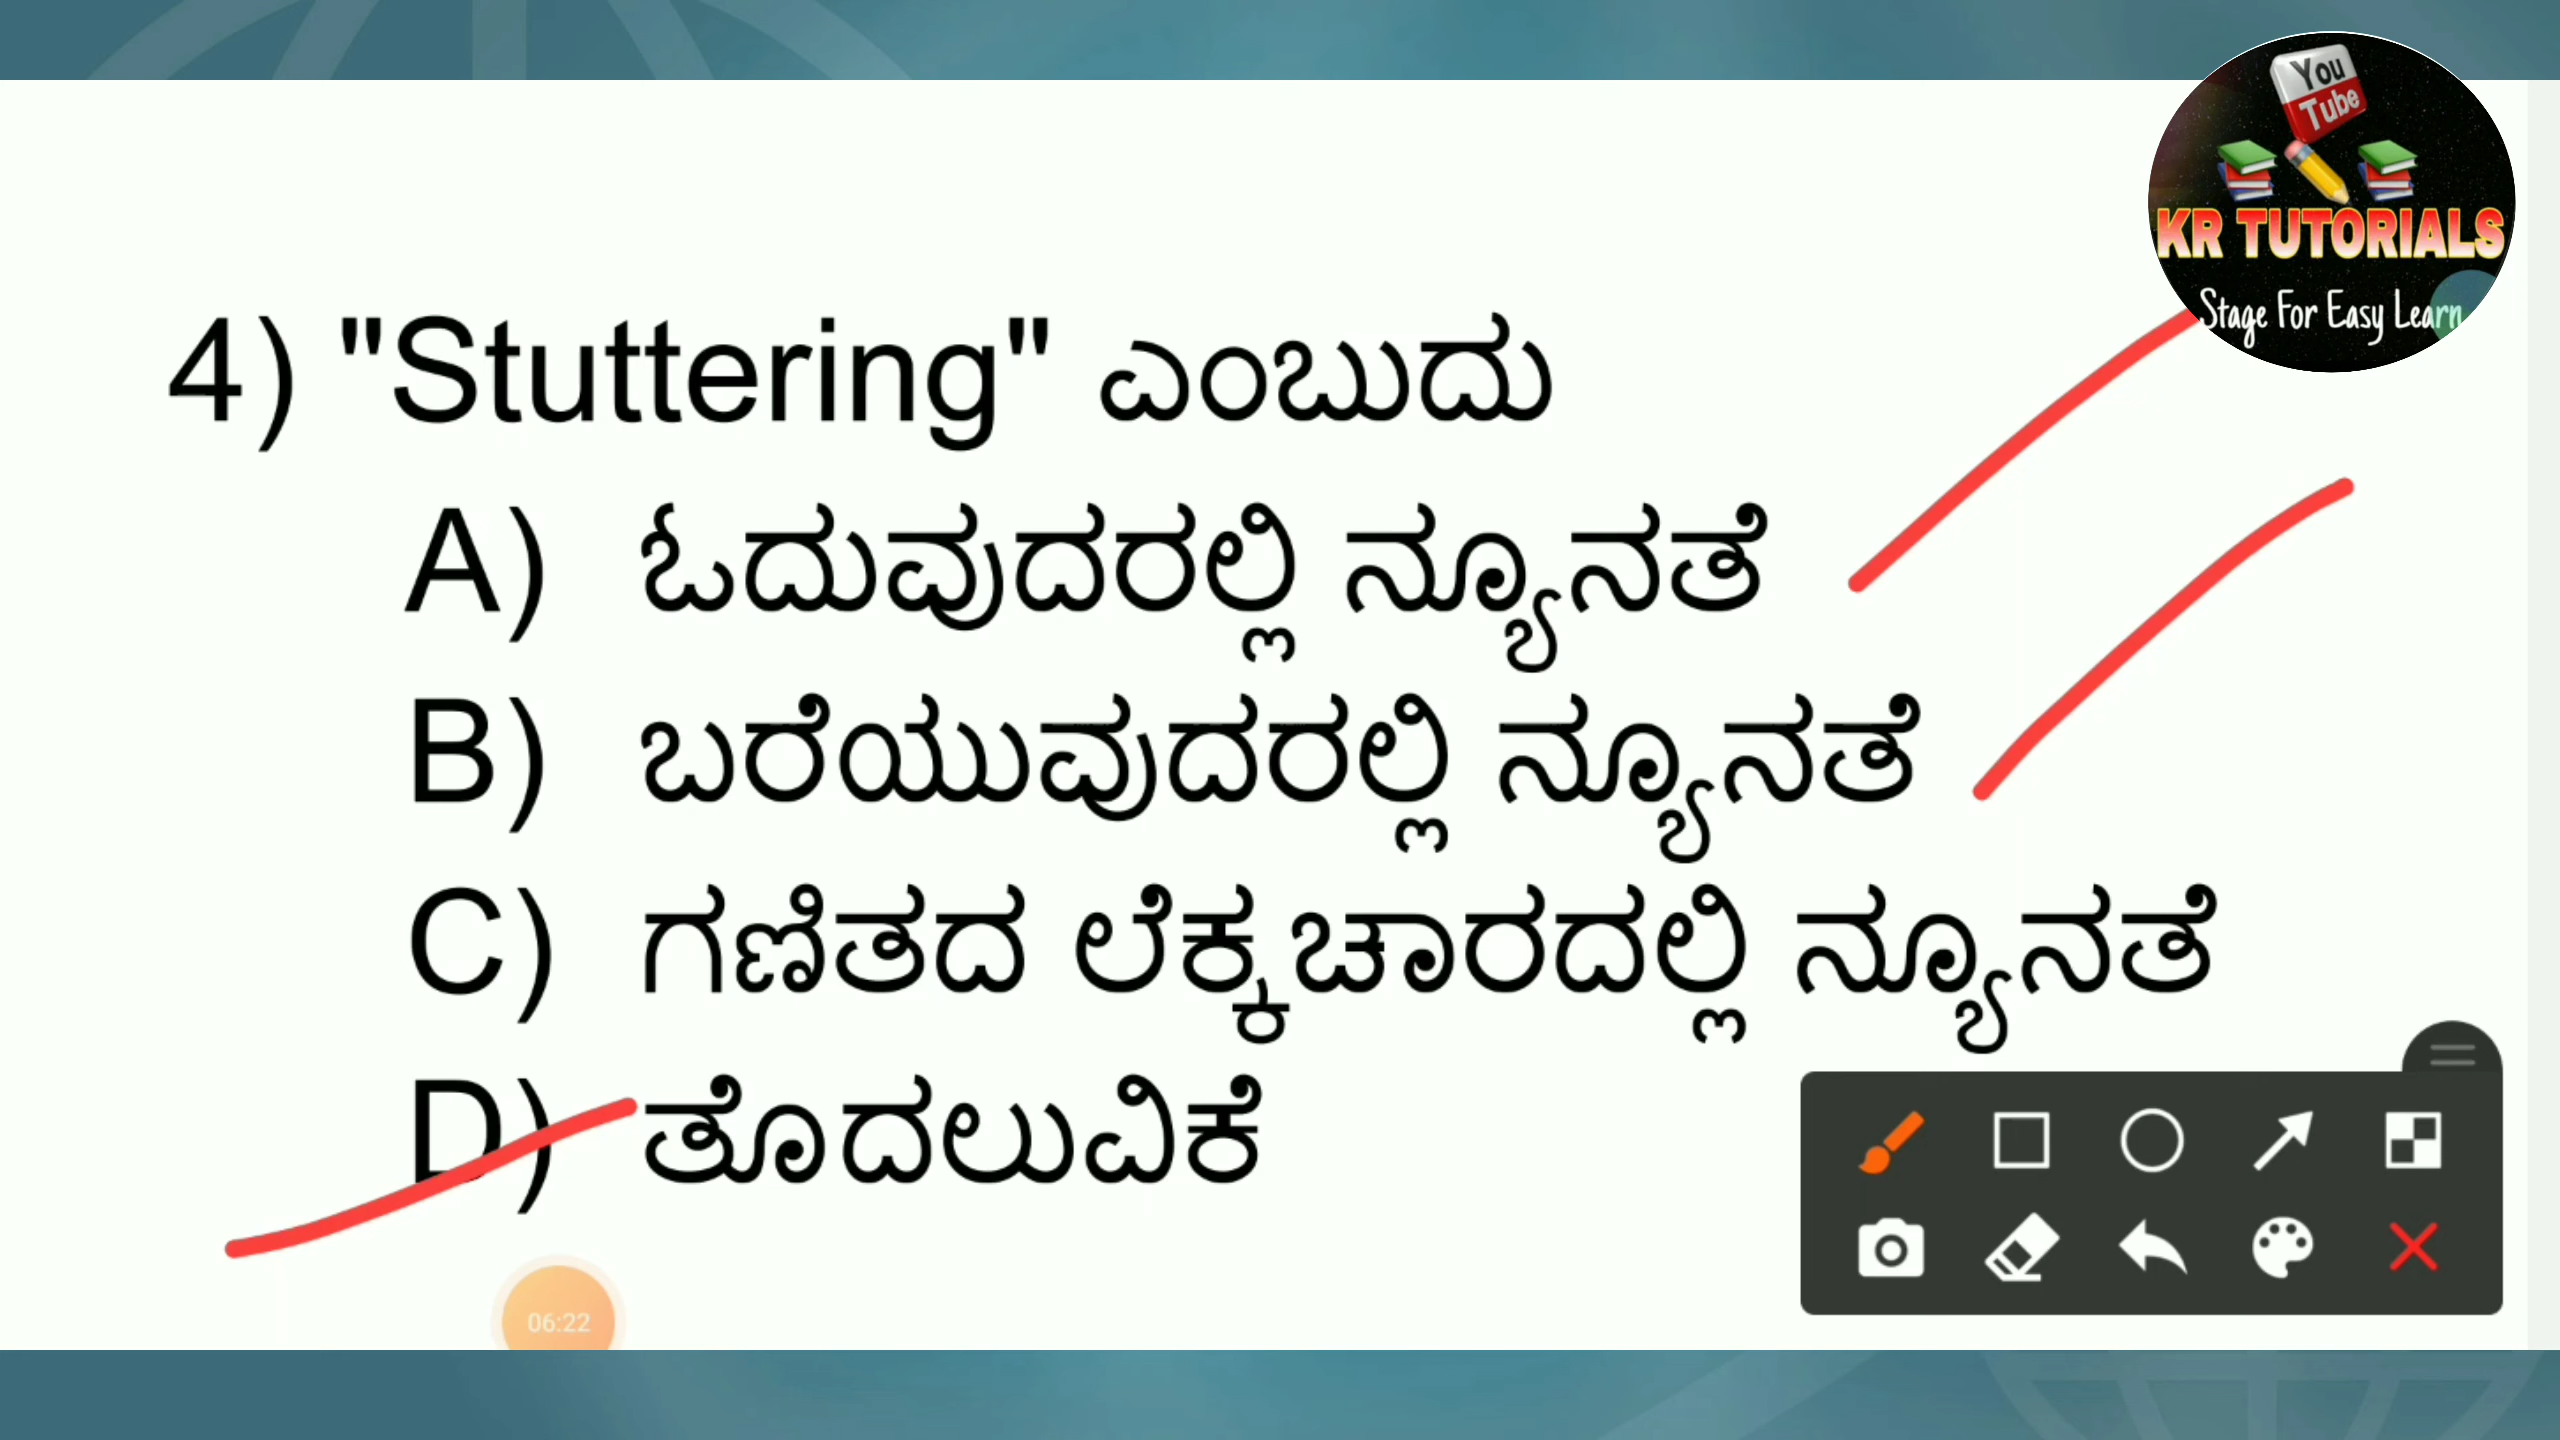 You
Tube
KR TUTORIALS
Stage For Easy Learn
4) "Stuttering" ಎಂಬುದು
A) ಓದುವುದರಲ್ಲಿ ನ್ಯೂನತೆ
B) ಬರೆಯುವುದರಲ್ಲಿ ನ್ಯೂನತೆ
C) ಗಣಿತದ ಲೆಕ್ಕಚಾರದಲ್ಲಿ ನ್ಯೂನತೆ
D) ತೊದಲುವಿಕೆ
06:22